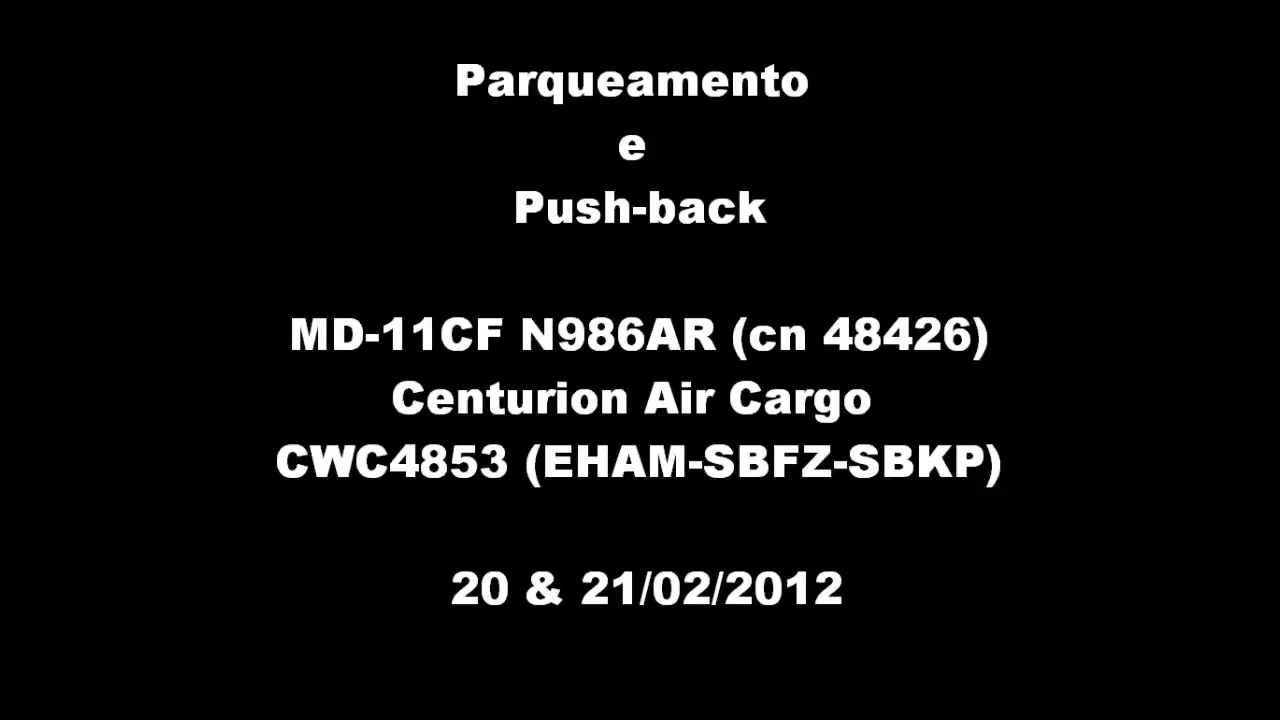 Parqueamento
e
Push-back
MD-11CF N986AR (cn 48426)
Centurion Air Cargo
CWC4853 (EHAM-SBFZ-SBKP)
20 & 21/02/2012